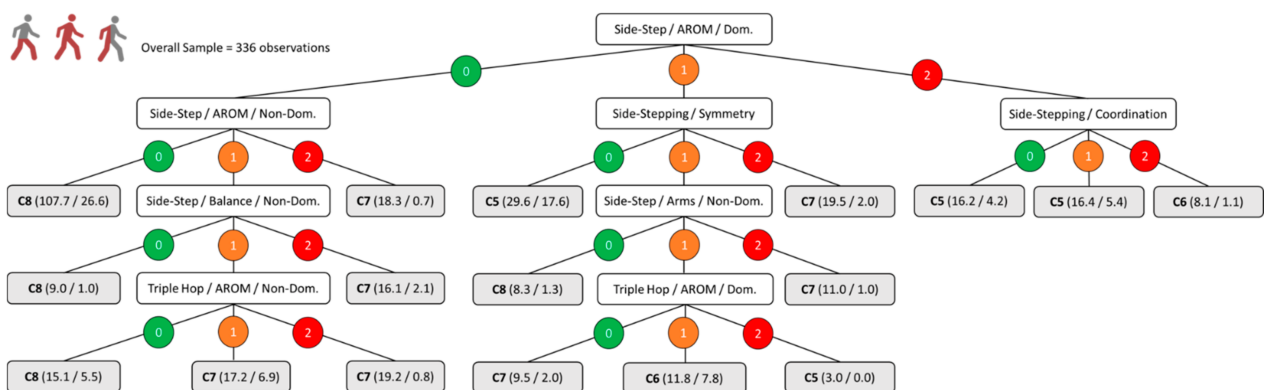 Side-Step / AROM / Dom.
Overall Sample = 336 observations
0
1
2
Side-Step / AROM / Non-Dom.
Side-Stepping / Symmetry
Side-Stepping / Coordination
0 1 2 0 1 2 0 1 2
C8 (107.7 / 26.6) Side-Step / Balance / Non-Dom. C7 (18.3 / 0.7) C5 (29.6 / 17.6) Side-Step / Arms / Non-Dom. C7 (19.5 / 2.0) C5 (16.2 / 4.2) C5 (16.4 / 5.4) C6 (8.1 / 1.1)
0 1 2 0 1 2
C8 (9.0 / 1.0) Triple Hop / AROM / Non-Dom. C7 (16.1 / 2.1) C8 (8.3 / 1.3) Triple Hop / AROM / Dom. C7 (11.0 / 1.0)
0 1 2 0 1 2
C8 (15.1 / 5.5) C7 (17.2 / 6.9) C7 (19.2 / 0.8) C7 (9.5 / 2.0) C6 (11.8 / 7.8) C5 (3.0 / 0.0)